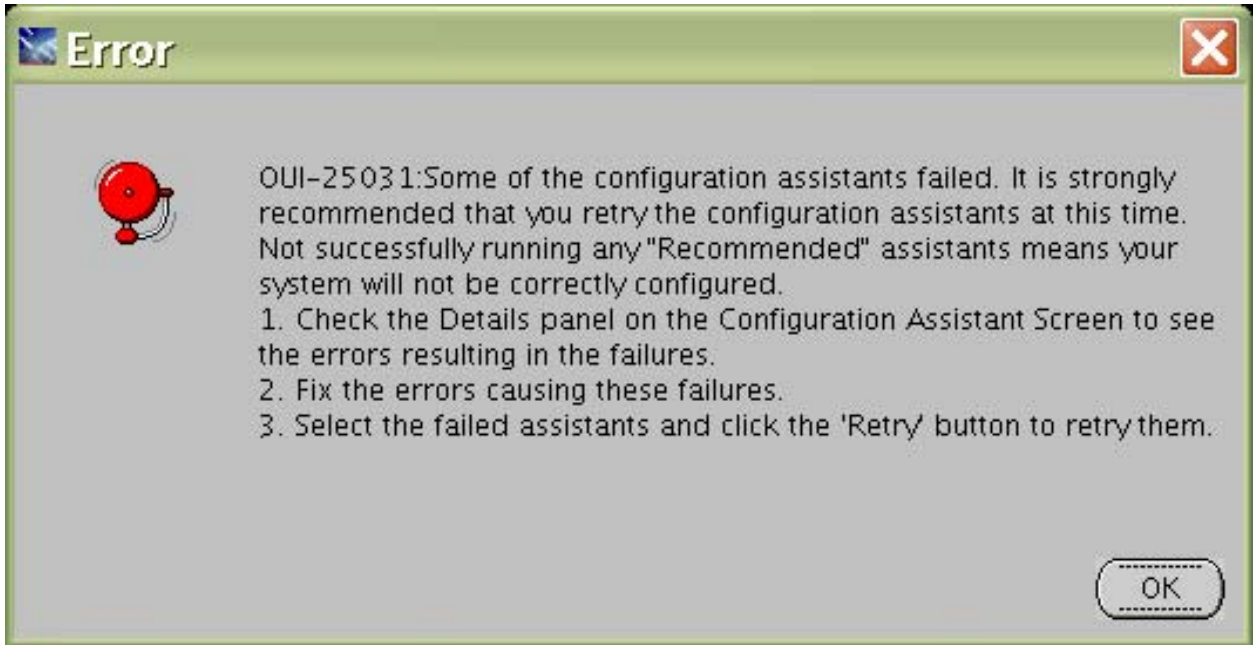 Error
OUI-25031:Some of the configuration assistants failed. It is strongly
recommended that you retry the configuration assistants at this time.
Not successfully running any "Recommended" assistants means your
system will not be correctly configured.
1. Check the Details panel on the Configuration Assistant Screen to see
the errors resulting in the failures.
2. Fix the errors causing these failures.
3. Select the failed assistants and click the 'Retry' button to retry them.
OK